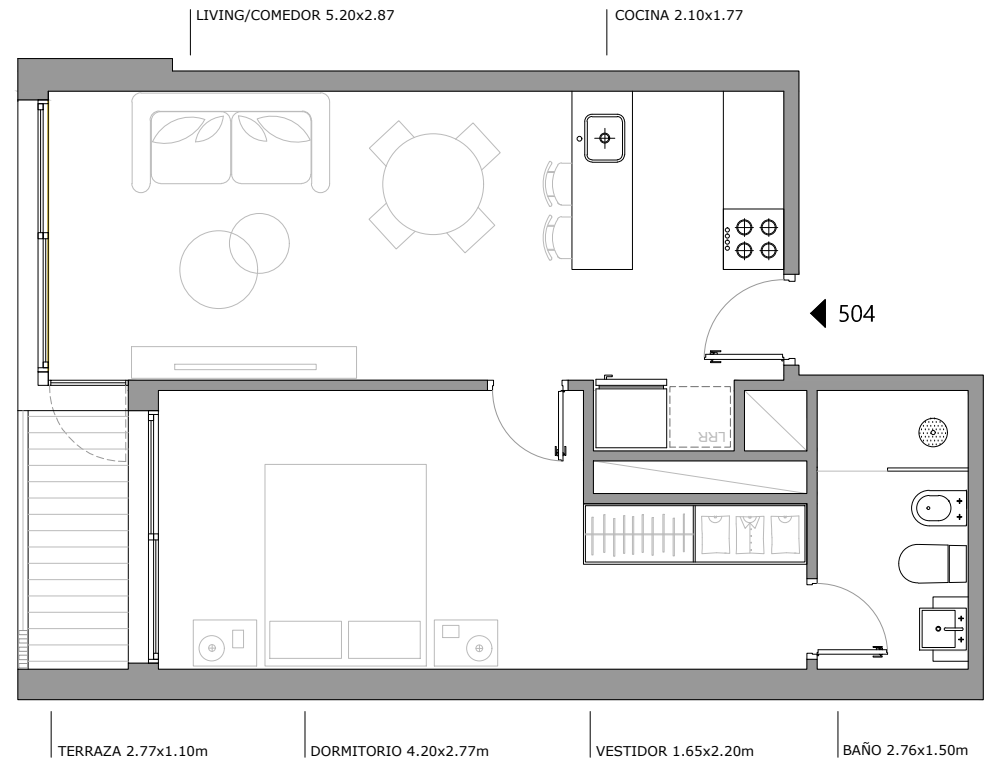 LIVING/COMEDOR 5.20x2.87
COCINA 2.10x1.77
504
LRR
TERRAZA 2.77x1.10m
DORMITORIO 4.20x2.77m
VESTIDOR 1.65x2.20m
BAÑO 2.76x1.50m